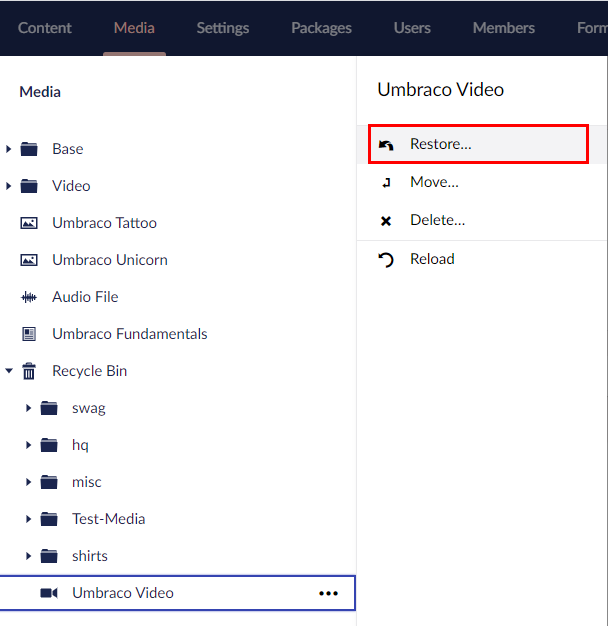 Content Media Settings Packages Users Members Form
Media
Base
Video
Umbraco Tattoo
Umbraco Unicorn
Audio File
Umbraco Fundamentals
Recycle Bin
swag
hq
misc
Test-Media
shirts
Umbraco Video
Umbraco Video
Restore...
Move...
Delete...
Reload